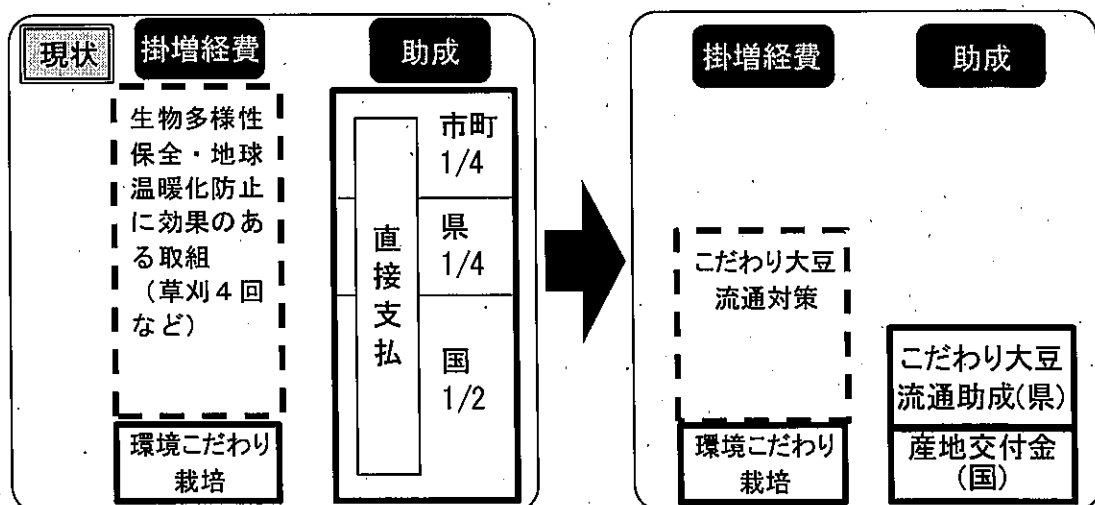 現状
掛増経費
助成
生物多様性
保全・地球
温暖化防止
に効果のあ
る取組
（草刈４回
など）
環境こだわり
栽培
直接支払
市町
1/4
県
1/4
国
1/2
掛増経費
助成
こだわり大豆
流通対策
環境こだわり
栽培
こだわり大豆
流通助成(県)
産地交付金
(国)